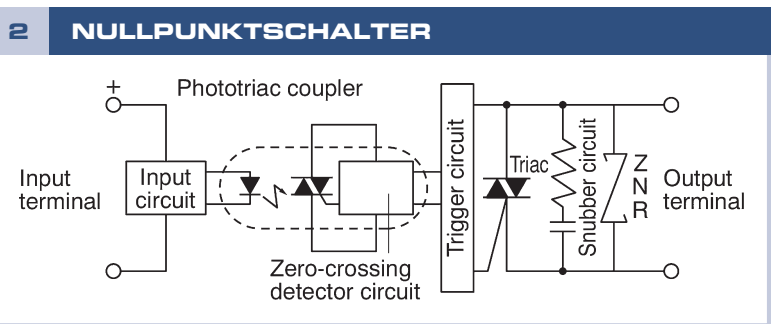 2 NULLPUNKTSCHALTER
+
Phototriac coupler
Input
terminal
Input
circuit
Trigger circuit
Triac
Snubber circuit
Z
N
R
Output
terminal
Zero-crossing
detector circuit